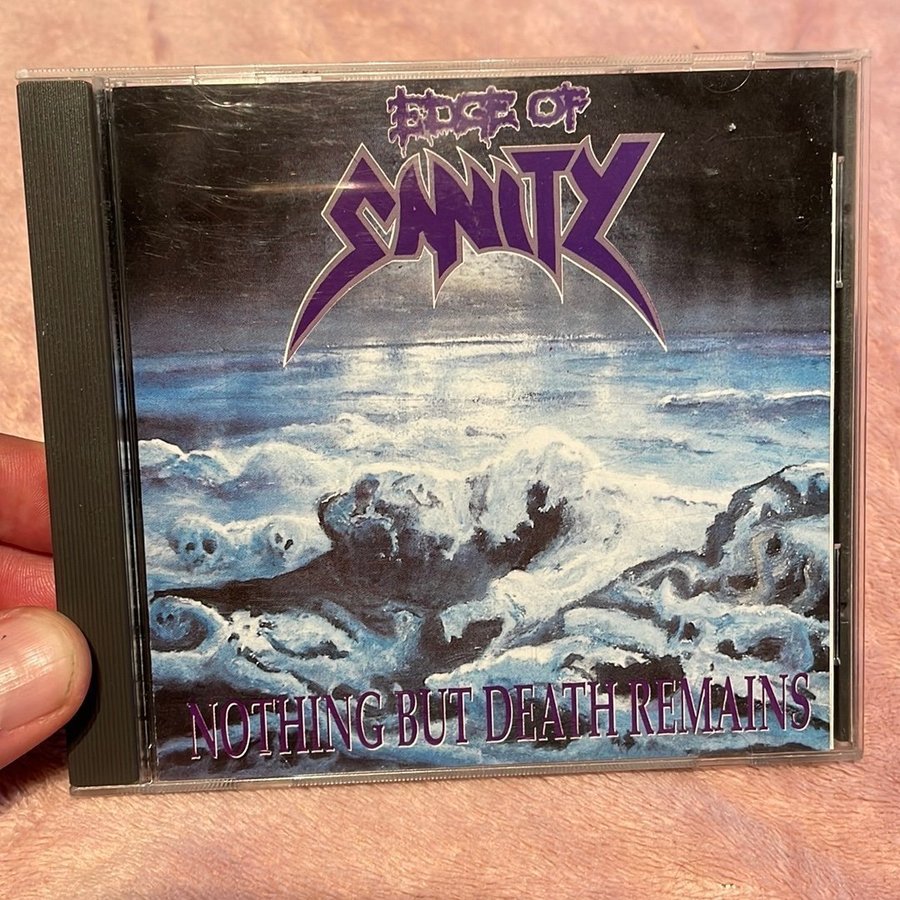 EDGE OF
SANITY
NOTHING BUT DEATH REMAINS